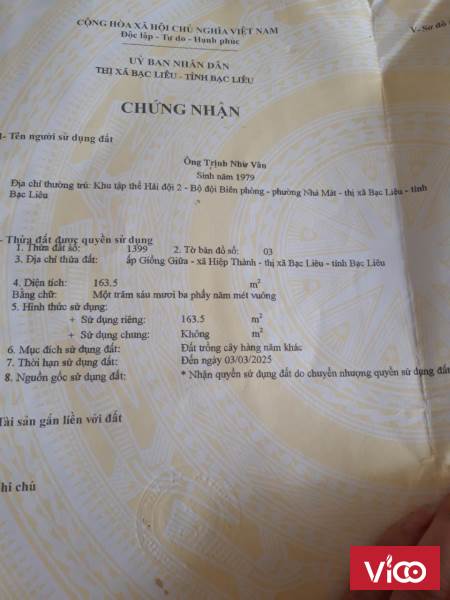 CỘNG HÒA XÃ HỘI CHỦ NGHĨA VIỆT NAM
Độc lập - Tự do - Hạnh phúc
V- Sơ đồ
UỶ BAN NHÂN DÂN
THỊ XÃ BẠC LIÊU - TỈNH BẠC LIÊU
CHỨNG NHẬN
I- Tên người sử dụng đất
Ông Trịnh Như Vân
Sinh năm 1979
Địa chỉ thường trú: Khu tập thể Hải đội 2 - Bộ đội Biên phòng - phường Nhà Mát - thị xã Bạc Liêu - tỉnh
Bạc Liêu
- Thửa đất được quyền sử dụng
1. Thửa đất số: 1399 2. Tờ bản đồ số: 03
3. Địa chỉ thửa đất: ấp Giồng Giữa - xã Hiệp Thành - thị xã Bạc Liêu - tỉnh Bạc Liêu
4. Diện tích: 163.5 m²
Bằng chữ: Một trăm sáu mươi ba phẩy năm mét vuông
5. Hình thức sử dụng:
+ Sử dụng riêng: 163.5 m²
+ Sử dụng chung: Không m²
6. Mục đích sử dụng đất: Đất trồng cây hàng năm khác
7. Thời hạn sử dụng đất: Đến ngày 03/03/2025
8. Nguồn gốc sử dụng đất: * Nhận quyền sử dụng đất do chuyển nhượng quyền sử dụng đất
Tài sản gắn liền với đất
hi chú
ViCO